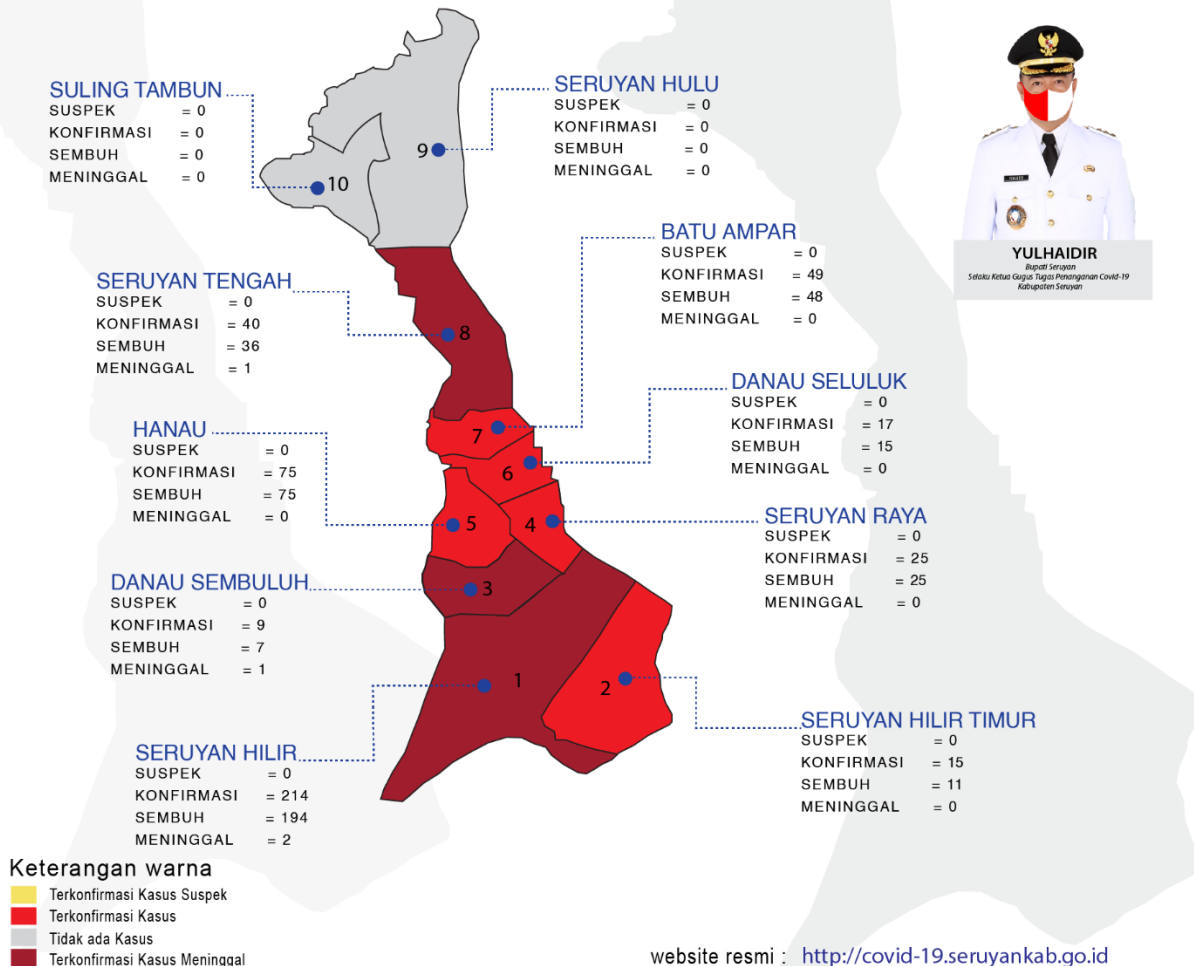 SULING TAMBUN
SUSPEK = 0
KONFIRMASI = 0
SEMBUH = 0
MENINGGAL = 0
SERUYAN HULU
SUSPEK = 0
KONFIRMASI = 0
SEMBUH = 0
MENINGGAL = 0
9
10
YULHAIDIR
Bupati Seruyan
Selaku Ketua Gugus Tugas Penanganan Covid-19
Kabupaten Seruyan
BATU AMPAR
SUSPEK = 0
KONFIRMASI = 49
SEMBUH = 48
MENINGGAL = 0
SERUYAN TENGAH
SUSPEK = 0
KONFIRMASI = 40
SEMBUH = 36
MENINGGAL = 1
8
DANAU SELULUK
SUSPEK = 0
KONFIRMASI = 17
SEMBUH = 15
MENINGGAL = 0
HANAU
SUSPEK = 0
KONFIRMASI = 75
SEMBUH = 75
MENINGGAL = 0
7
6
5
4
SERUYAN RAYA
SUSPEK = 0
KONFIRMASI = 25
SEMBUH = 25
MENINGGAL = 0
DANAU SEMBULUH
SUSPEK = 0
KONFIRMASI = 9
SEMBUH = 7
MENINGGAL = 1
3
1
2
SERUYAN HILIR TIMUR
SUSPEK = 0
KONFIRMASI = 15
SEMBUH = 11
MENINGGAL = 0
SERUYAN HILIR
SUSPEK = 0
KONFIRMASI = 214
SEMBUH = 194
MENINGGAL = 2
Keterangan warna
Terkonfirmasi Kasus Suspek
Terkonfirmasi Kasus
Tidak ada Kasus
Terkonfirmasi Kasus Meninggal
website resmi : http://covid-19.seruyankab.go.id